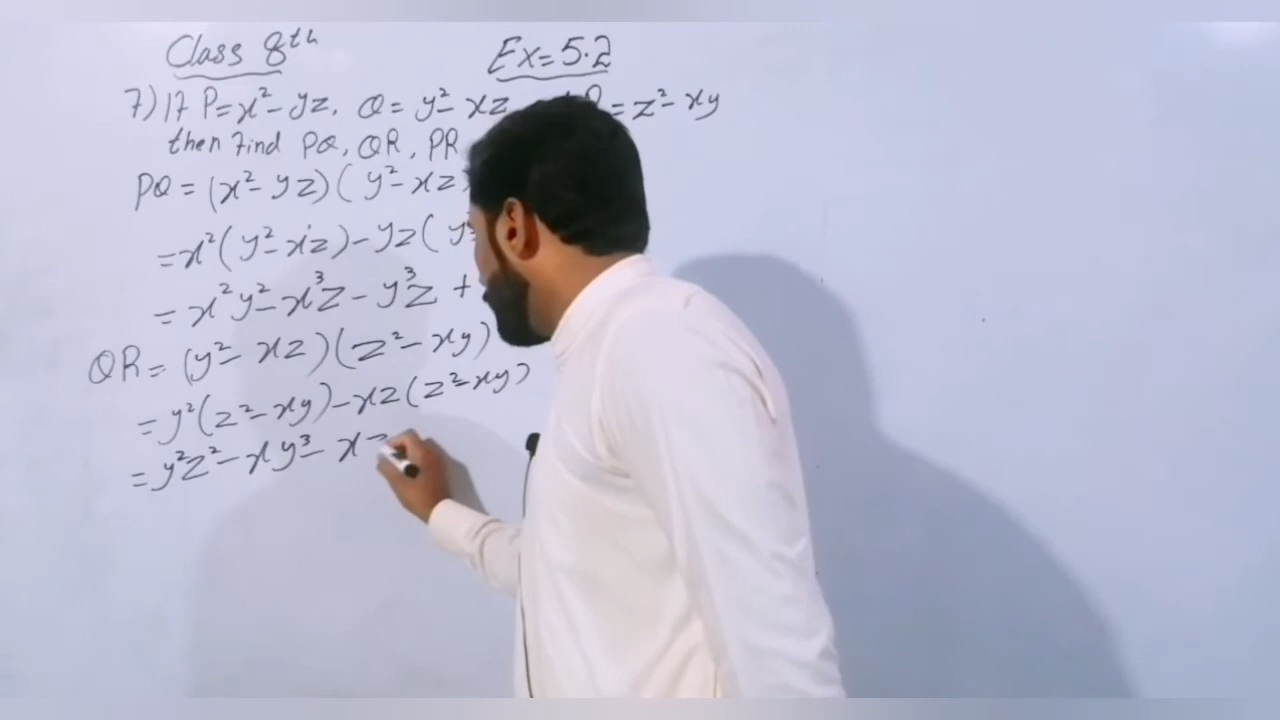 Class 8th
Ex=5.2
7) If P=x²-yz, Q= y²-xz =z²-xy
then Find PQ, QR, PR
PQ = (x²-yz)(y²-xz
=x²(y²-xz)-yz(y²
=x²y²-x³z-y³z +
QR=(y²-xz)(z²-xy)
=y²(z²-xy)-xz(z²-xy)
=y²z²-xy³-xz